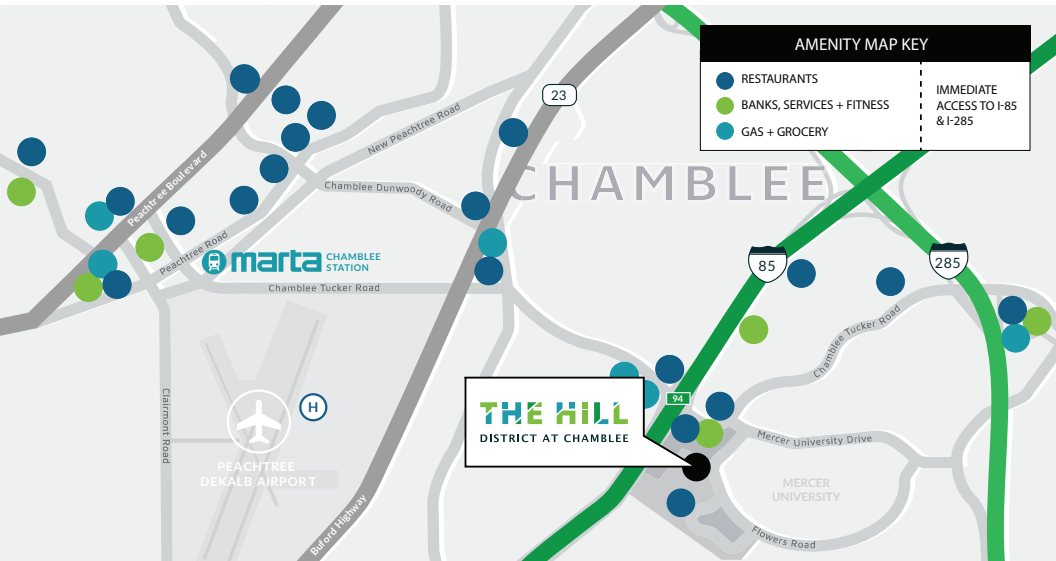 AMENITY MAP KEY
RESTAURANTS
BANKS, SERVICES + FITNESS
GAS + GROCERY
IMMEDIATE
ACCESS TO I-85
& I-285
23
New Peachtree Road
Peachtree Boulevard
CHAMBLEE
Chamblee Dunwoody Road
Peachtree Road
marta
CHAMBLEE
STATION
85
285
Chamblee Tucker Road
Chamblee Tucker Road
94
THE HILL
DISTRICT AT CHAMBLEE
H
Clairmont Road
PEACHTREE
DEKALB AIRPORT
Mercer University Drive
MERCER
UNIVERSITY
Buford Highway
Flowers Road